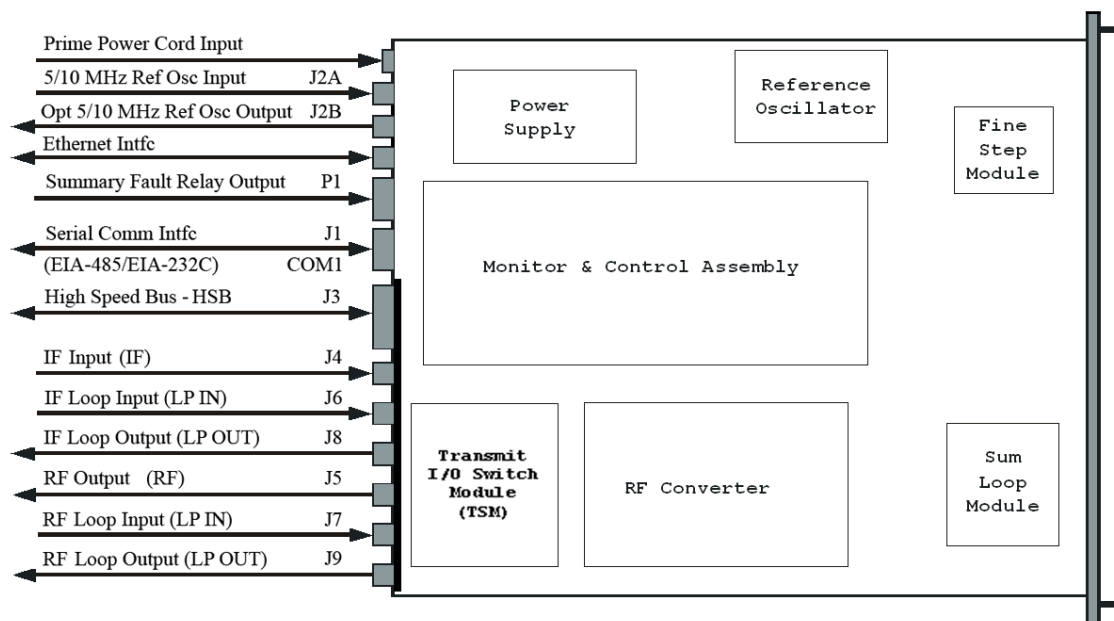 Prime Power Cord Input
5/10 MHz Ref Osc Input J2A
Opt 5/10 MHz Ref Osc Output J2B
Ethernet Intfc
Summary Fault Relay Output P1
Serial Comm Intfc J1
(EIA-485/EIA-232C) COM1
High Speed Bus - HSB J3
IF Input (IF) J4
IF Loop Input (LP IN) J6
IF Loop Output (LP OUT) J8
RF Output (RF) J5
RF Loop Input (LP IN) J7
RF Loop Output (LP OUT) J9
Power
Supply
Reference
Oscillator
Fine
Step
Module
Monitor & Control Assembly
Transmit
I/O Switch
Module
(TSM)
RF Converter
Sum
Loop
Module